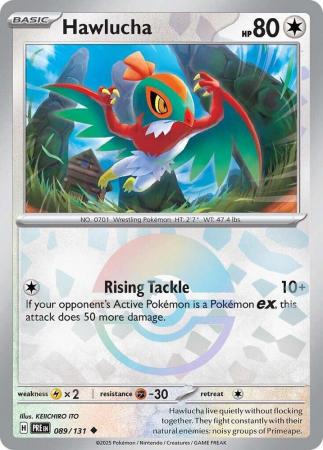 BASIC
Hawlucha
HP 80
NO. 0701 Wrestling Pokémon HT: 2'7" WT: 47.4 lbs.
Rising Tackle 10+
If your opponent's Active Pokémon is a Pokémon ex, this
attack does 50 more damage.
weakness ×2 resistance -30 retreat
Illus. KEIICHIRO ITO
H PRE EN 089/131
Hawlucha live quietly without flocking
together. They fight constantly with their
natural enemies: noisy groups of Primeape.
©2025 Pokémon / Nintendo / Creatures / GAME FREAK